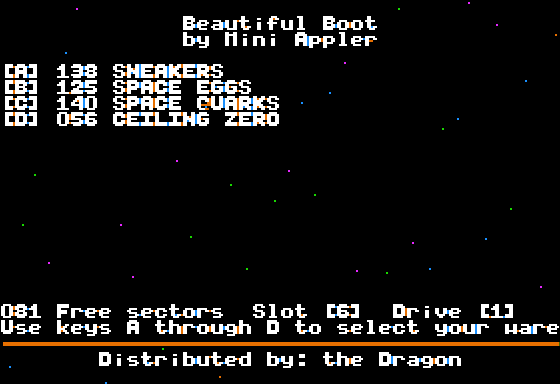 Beautiful Boot
by Mini Appler
[A] 138 SNEAKERS
[B] 125 SPACE EGGS
[C] 140 SPACE QUARKS
[D] 056 CEILING ZERO
081 Free sectors Slot [6] Drive [1]
Use keys A through D to select your ware
Distributed by: the Dragon